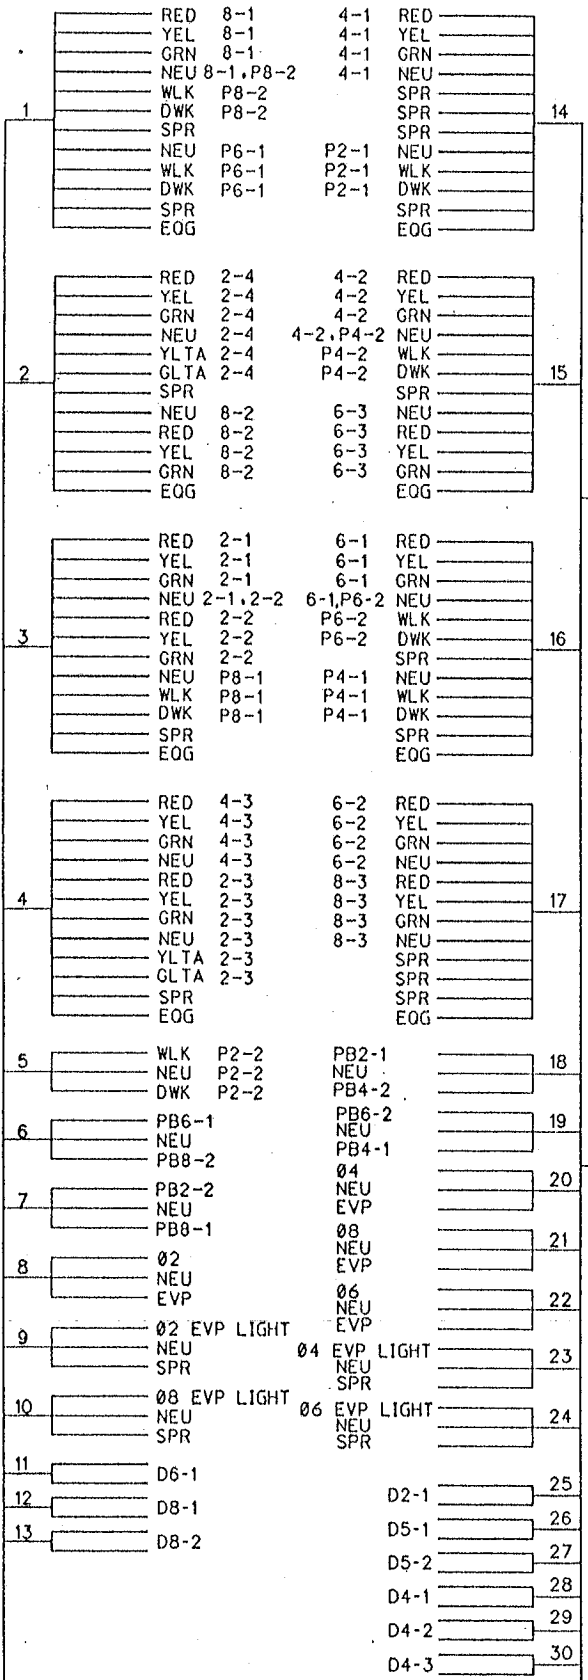 1
RED 8-1
YEL 8-1
GRN 8-1
NEU 8-1,P8-2
WLK P8-2
DWK P8-2
SPR
NEU P6-1
WLK P6-1
DWK P6-1
SPR
EQG
2
RED 2-4
YEL 2-4
GRN 2-4
NEU 2-4
YLTA 2-4
GLTA 2-4
SPR
NEU 8-2
RED 8-2
YEL 8-2
GRN 8-2
EQG
3
RED 2-1
YEL 2-1
GRN 2-1
NEU 2-1,2-2
RED 2-2
YEL 2-2
GRN 2-2
NEU P8-1
WLK P8-1
DWK P8-1
SPR
EQG
4
RED 4-3
YEL 4-3
GRN 4-3
NEU 4-3
RED 2-3
YEL 2-3
GRN 2-3
NEU 2-3
YLTA 2-3
GLTA 2-3
SPR
EQG
5
WLK P2-2
NEU P2-2
DWK P2-2
6
PB6-1
NEU
PB8-2
7
PB2-2
NEU
PB8-1
8
02
NEU
EVP
9
02 EVP LIGHT
NEU
SPR
10
08 EVP LIGHT
NEU
SPR
11
D6-1
12
D8-1
13
D8-2
14
4-1 RED
4-1 YEL
4-1 GRN
4-1 NEU
SPR
SPR
SPR
P2-1 NEU
P2-1 WLK
P2-1 DWK
SPR
EQG
15
4-2 RED
4-2 YEL
4-2 GRN
4-2,P4-2 NEU
P4-2 WLK
P4-2 DWK
SPR
6-3 NEU
6-3 RED
6-3 YEL
6-3 GRN
EQG
16
6-1 RED
6-1 YEL
6-1 GRN
6-1,P6-2 NEU
P6-2 WLK
P6-2 DWK
SPR
P4-1 NEU
P4-1 WLK
P4-1 DWK
SPR
EQG
17
6-2 RED
6-2 YEL
6-2 GRN
6-2 NEU
8-3 RED
8-3 YEL
8-3 GRN
8-3 NEU
SPR
SPR
SPR
EQG
18
PB2-1
NEU
PB4-2
19
PB6-2
NEU
PB4-1
20
04
NEU
EVP
21
08
NEU
EVP
22
06
NEU
EVP
23
04 EVP LIGHT
NEU
SPR
24
06 EVP LIGHT
NEU
SPR
25
D2-1
26
D5-1
27
D5-2
28
D4-1
29
D4-2
30
D4-3